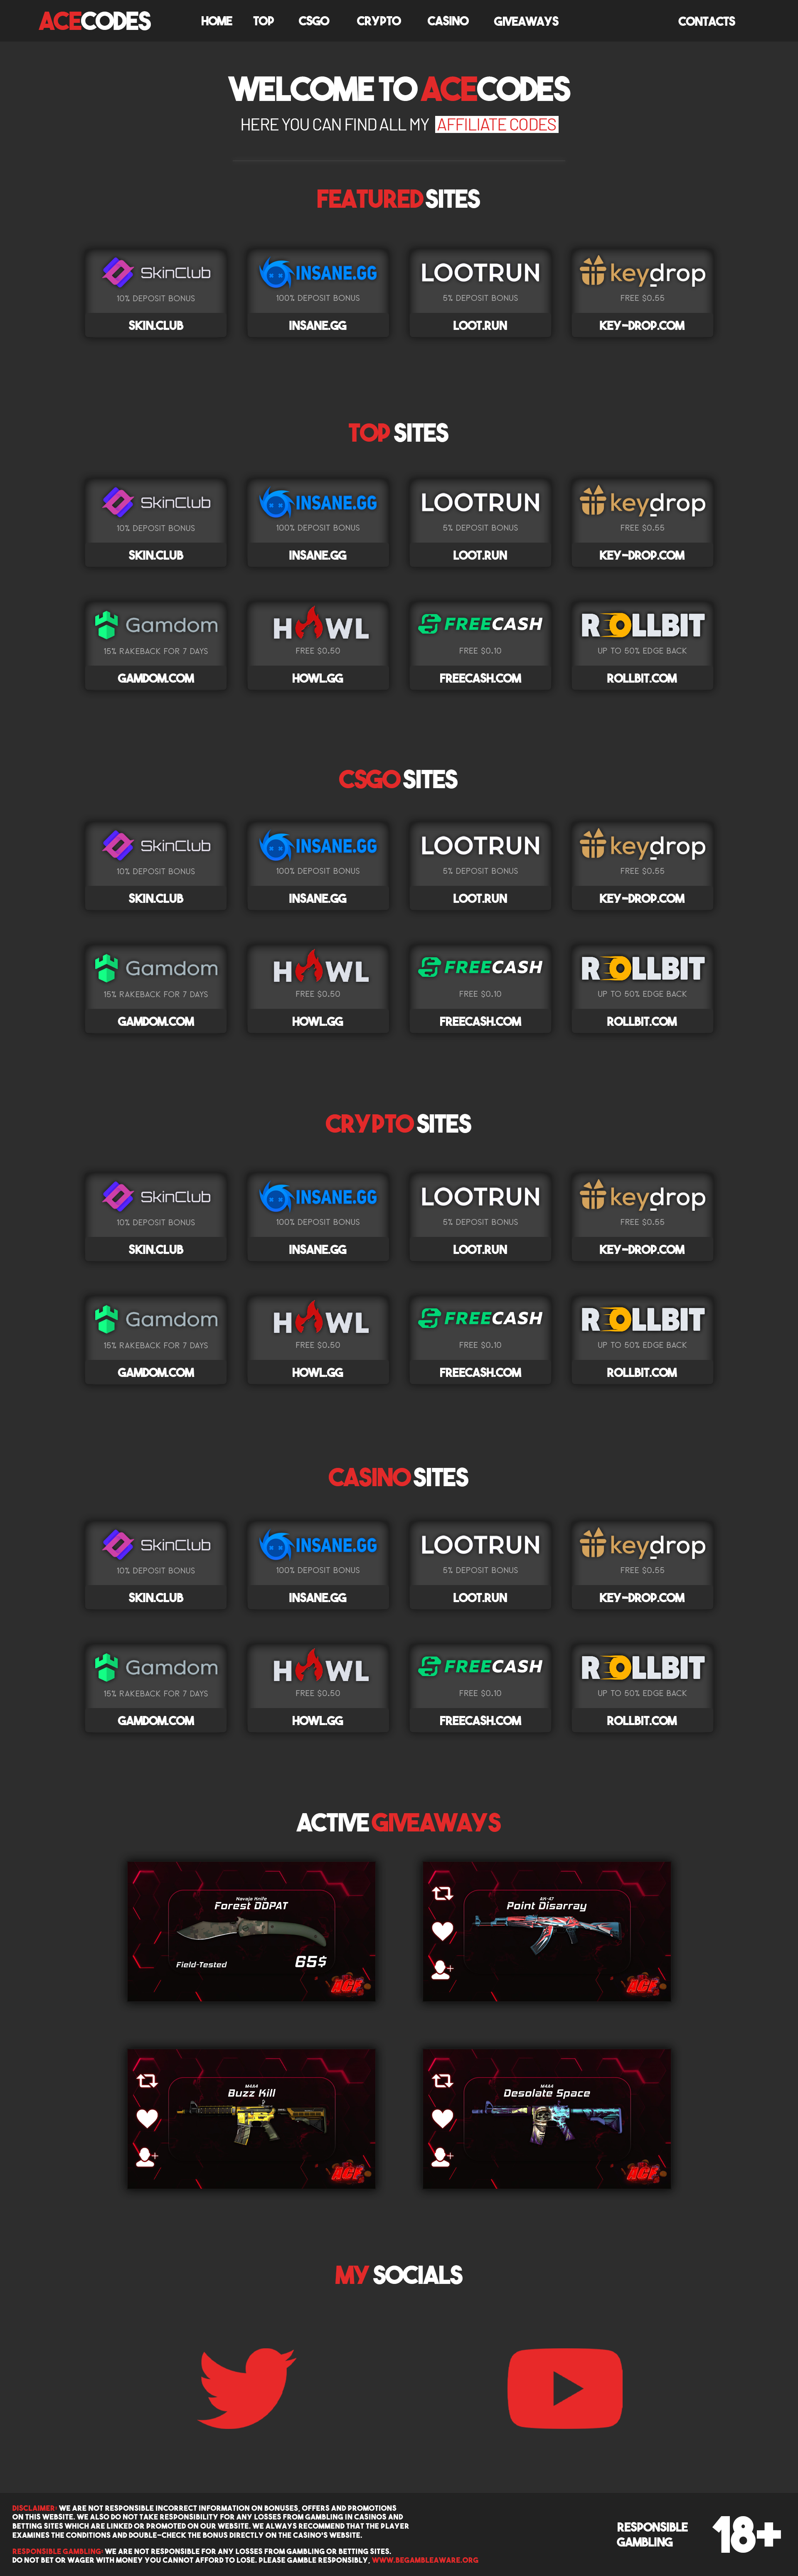 ACECODES HOME TOP CSGO CRYPTO CASINO GIVEAWAYS CONTACTS
WELCOME TO ACECODES
HERE YOU CAN FIND ALL MY AFFILIATE CODES
FEATURED SITES
SkinClub INSANE.GG LOOTRUN keydrop
10% DEPOSIT BONUS 100% DEPOSIT BONUS 5% DEPOSIT BONUS FREE $0.55
SKIN.CLUB INSANE.GG LOOT.RUN KEY-DROP.COM
TOP SITES
SkinClub INSANE.GG LOOTRUN keydrop
10% DEPOSIT BONUS 100% DEPOSIT BONUS 5% DEPOSIT BONUS FREE $0.55
SKIN.CLUB INSANE.GG LOOT.RUN KEY-DROP.COM
Gamdom HOWL FREECASH ROLLBIT
15% RAKEBACK FOR 7 DAYS FREE $0.50 FREE $0.10 UP TO 50% EDGE BACK
GAMDOM.COM HOWL.GG FREECASH.COM ROLLBIT.COM
CSGO SITES
SkinClub INSANE.GG LOOTRUN keydrop
10% DEPOSIT BONUS 100% DEPOSIT BONUS 5% DEPOSIT BONUS FREE $0.55
SKIN.CLUB INSANE.GG LOOT.RUN KEY-DROP.COM
Gamdom HOWL FREECASH ROLLBIT
15% RAKEBACK FOR 7 DAYS FREE $0.50 FREE $0.10 UP TO 50% EDGE BACK
GAMDOM.COM HOWL.GG FREECASH.COM ROLLBIT.COM
CRYPTO SITES
SkinClub INSANE.GG LOOTRUN keydrop
10% DEPOSIT BONUS 100% DEPOSIT BONUS 5% DEPOSIT BONUS FREE $0.55
SKIN.CLUB INSANE.GG LOOT.RUN KEY-DROP.COM
Gamdom HOWL FREECASH ROLLBIT
15% RAKEBACK FOR 7 DAYS FREE $0.50 FREE $0.10 UP TO 50% EDGE BACK
GAMDOM.COM HOWL.GG FREECASH.COM ROLLBIT.COM
CASINO SITES
SkinClub INSANE.GG LOOTRUN keydrop
10% DEPOSIT BONUS 100% DEPOSIT BONUS 5% DEPOSIT BONUS FREE $0.55
SKIN.CLUB INSANE.GG LOOT.RUN KEY-DROP.COM
Gamdom HOWL FREECASH ROLLBIT
15% RAKEBACK FOR 7 DAYS FREE $0.50 FREE $0.10 UP TO 50% EDGE BACK
GAMDOM.COM HOWL.GG FREECASH.COM ROLLBIT.COM
ACTIVE GIVEAWAYS
Navaja Knife
Forest DDPAT
Field-Tested 65$
ACE
AK-47
Point Disarray
ACE
M4A4
Buzz Kill
ACE
M4A4
Desolate Space
ACE
MY SOCIALS
DISCLAIMER: WE ARE NOT RESPONSIBLE INCORRECT INFORMATION ON BONUSES, OFFERS AND PROMOTIONS
ON THIS WEBSITE. WE ALSO DO NOT TAKE RESPONSIBILITY FOR ANY LOSSES FROM GAMBLING IN CASINOS AND
BETTING SITES WHICH ARE LINKED OR PROMOTED ON OUR WEBSITE. WE ALWAYS RECOMMEND THAT THE PLAYER
EXAMINES THE CONDITIONS AND DOUBLE-CHECK THE BONUS DIRECTLY ON THE CASINO'S WEBSITE.
RESPONSIBLE GAMBLING: WE ARE NOT RESPONSIBLE FOR ANY LOSSES FROM GAMBLING OR BETTING SITES.
DO NOT BET OR WAGER WITH MONEY YOU CANNOT AFFORD TO LOSE. PLEASE GAMBLE RESPONSIBLY, WWW.BEGAMBLEAWARE.ORG
RESPONSIBLE
GAMBLING
18+